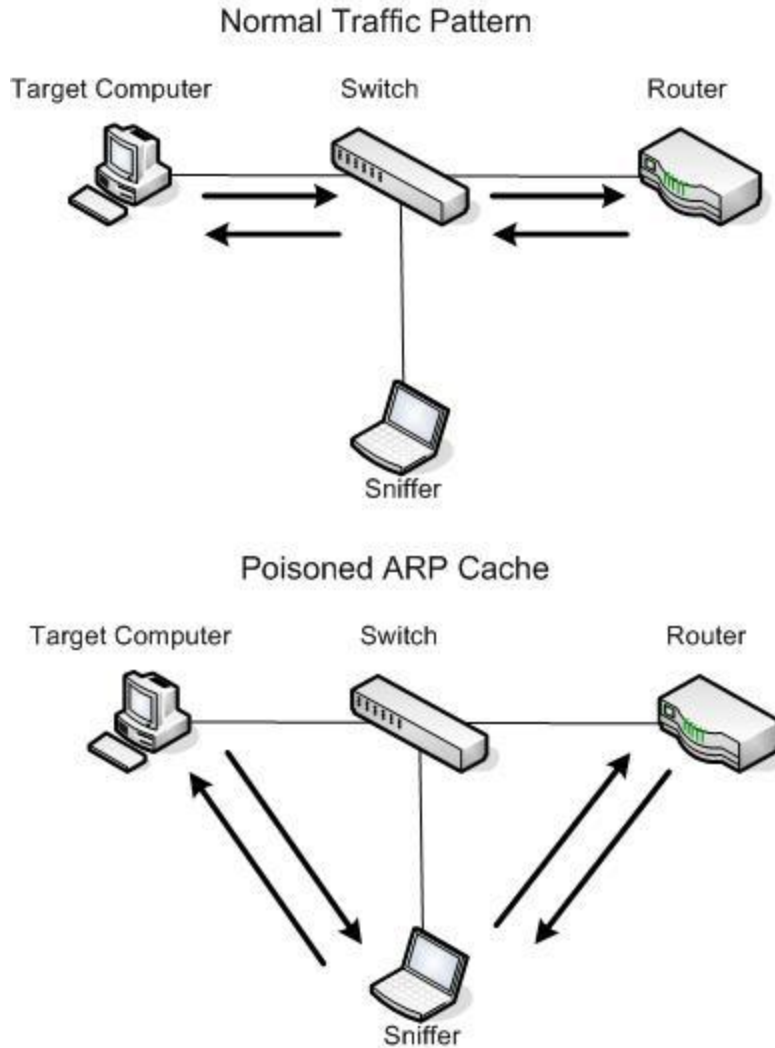 Normal Traffic Pattern
Target Computer
Switch
Router
Sniffer
Poisoned ARP Cache
Target Computer
Switch
Router
Sniffer